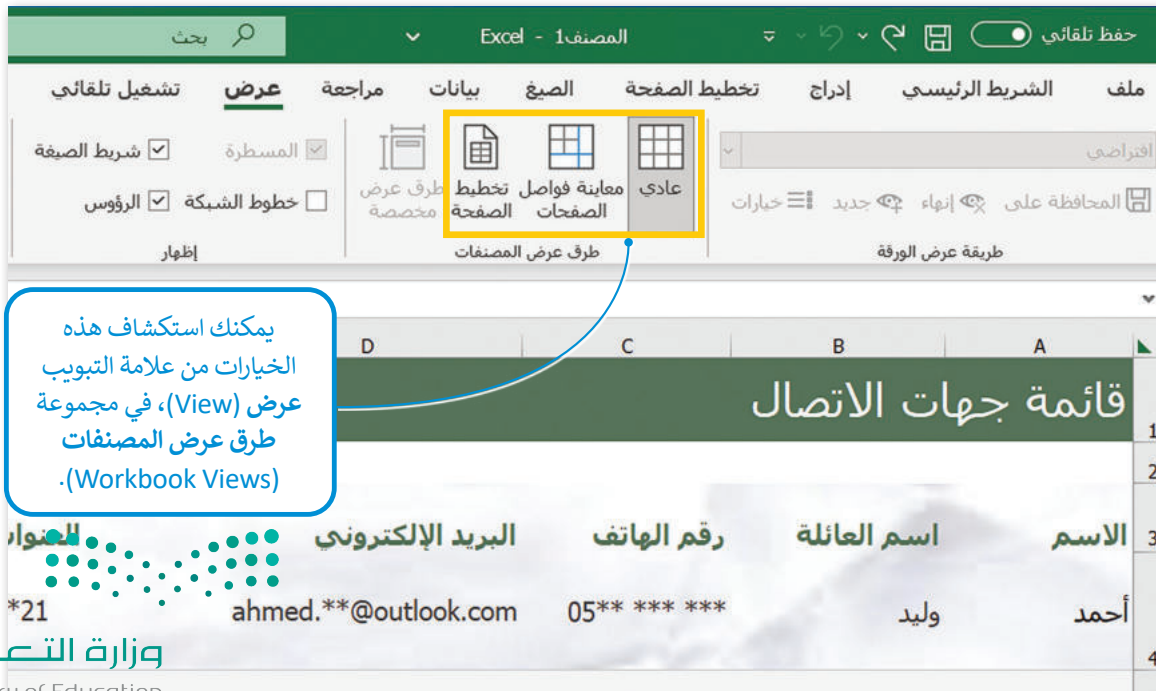 حفظ تلقائي
المصنف1 - Excel
بحث
ملف الشريط الرئيسي إدراج تخطيط الصفحة الصيغ بيانات مراجعة عرض تشغيل تلقائي
افتراضي
المحافظة على إنهاء جديد خيارات
طريقة عرض الورقة
عادي
معاينة فواصل الصفحات
تخطيط الصفحة
طرق عرض مخصصة
طرق عرض المصنفات
المسطرة شريط الصيغة
خطوط الشبكة الرؤوس
إظهار
يمكنك استكشاف هذه
الخيارات من علامة التبويب
عرض (View)، في مجموعة
طرق عرض المصنفات
(Workbook Views).
A B C D
1 قائمة جهات الاتصال
2
3 الاسم اسم العائلة رقم الهاتف البريد الإلكتروني
4 أحمد وليد 05** *** *** ahmed.**@outlook.com *21
وزارة
of Education